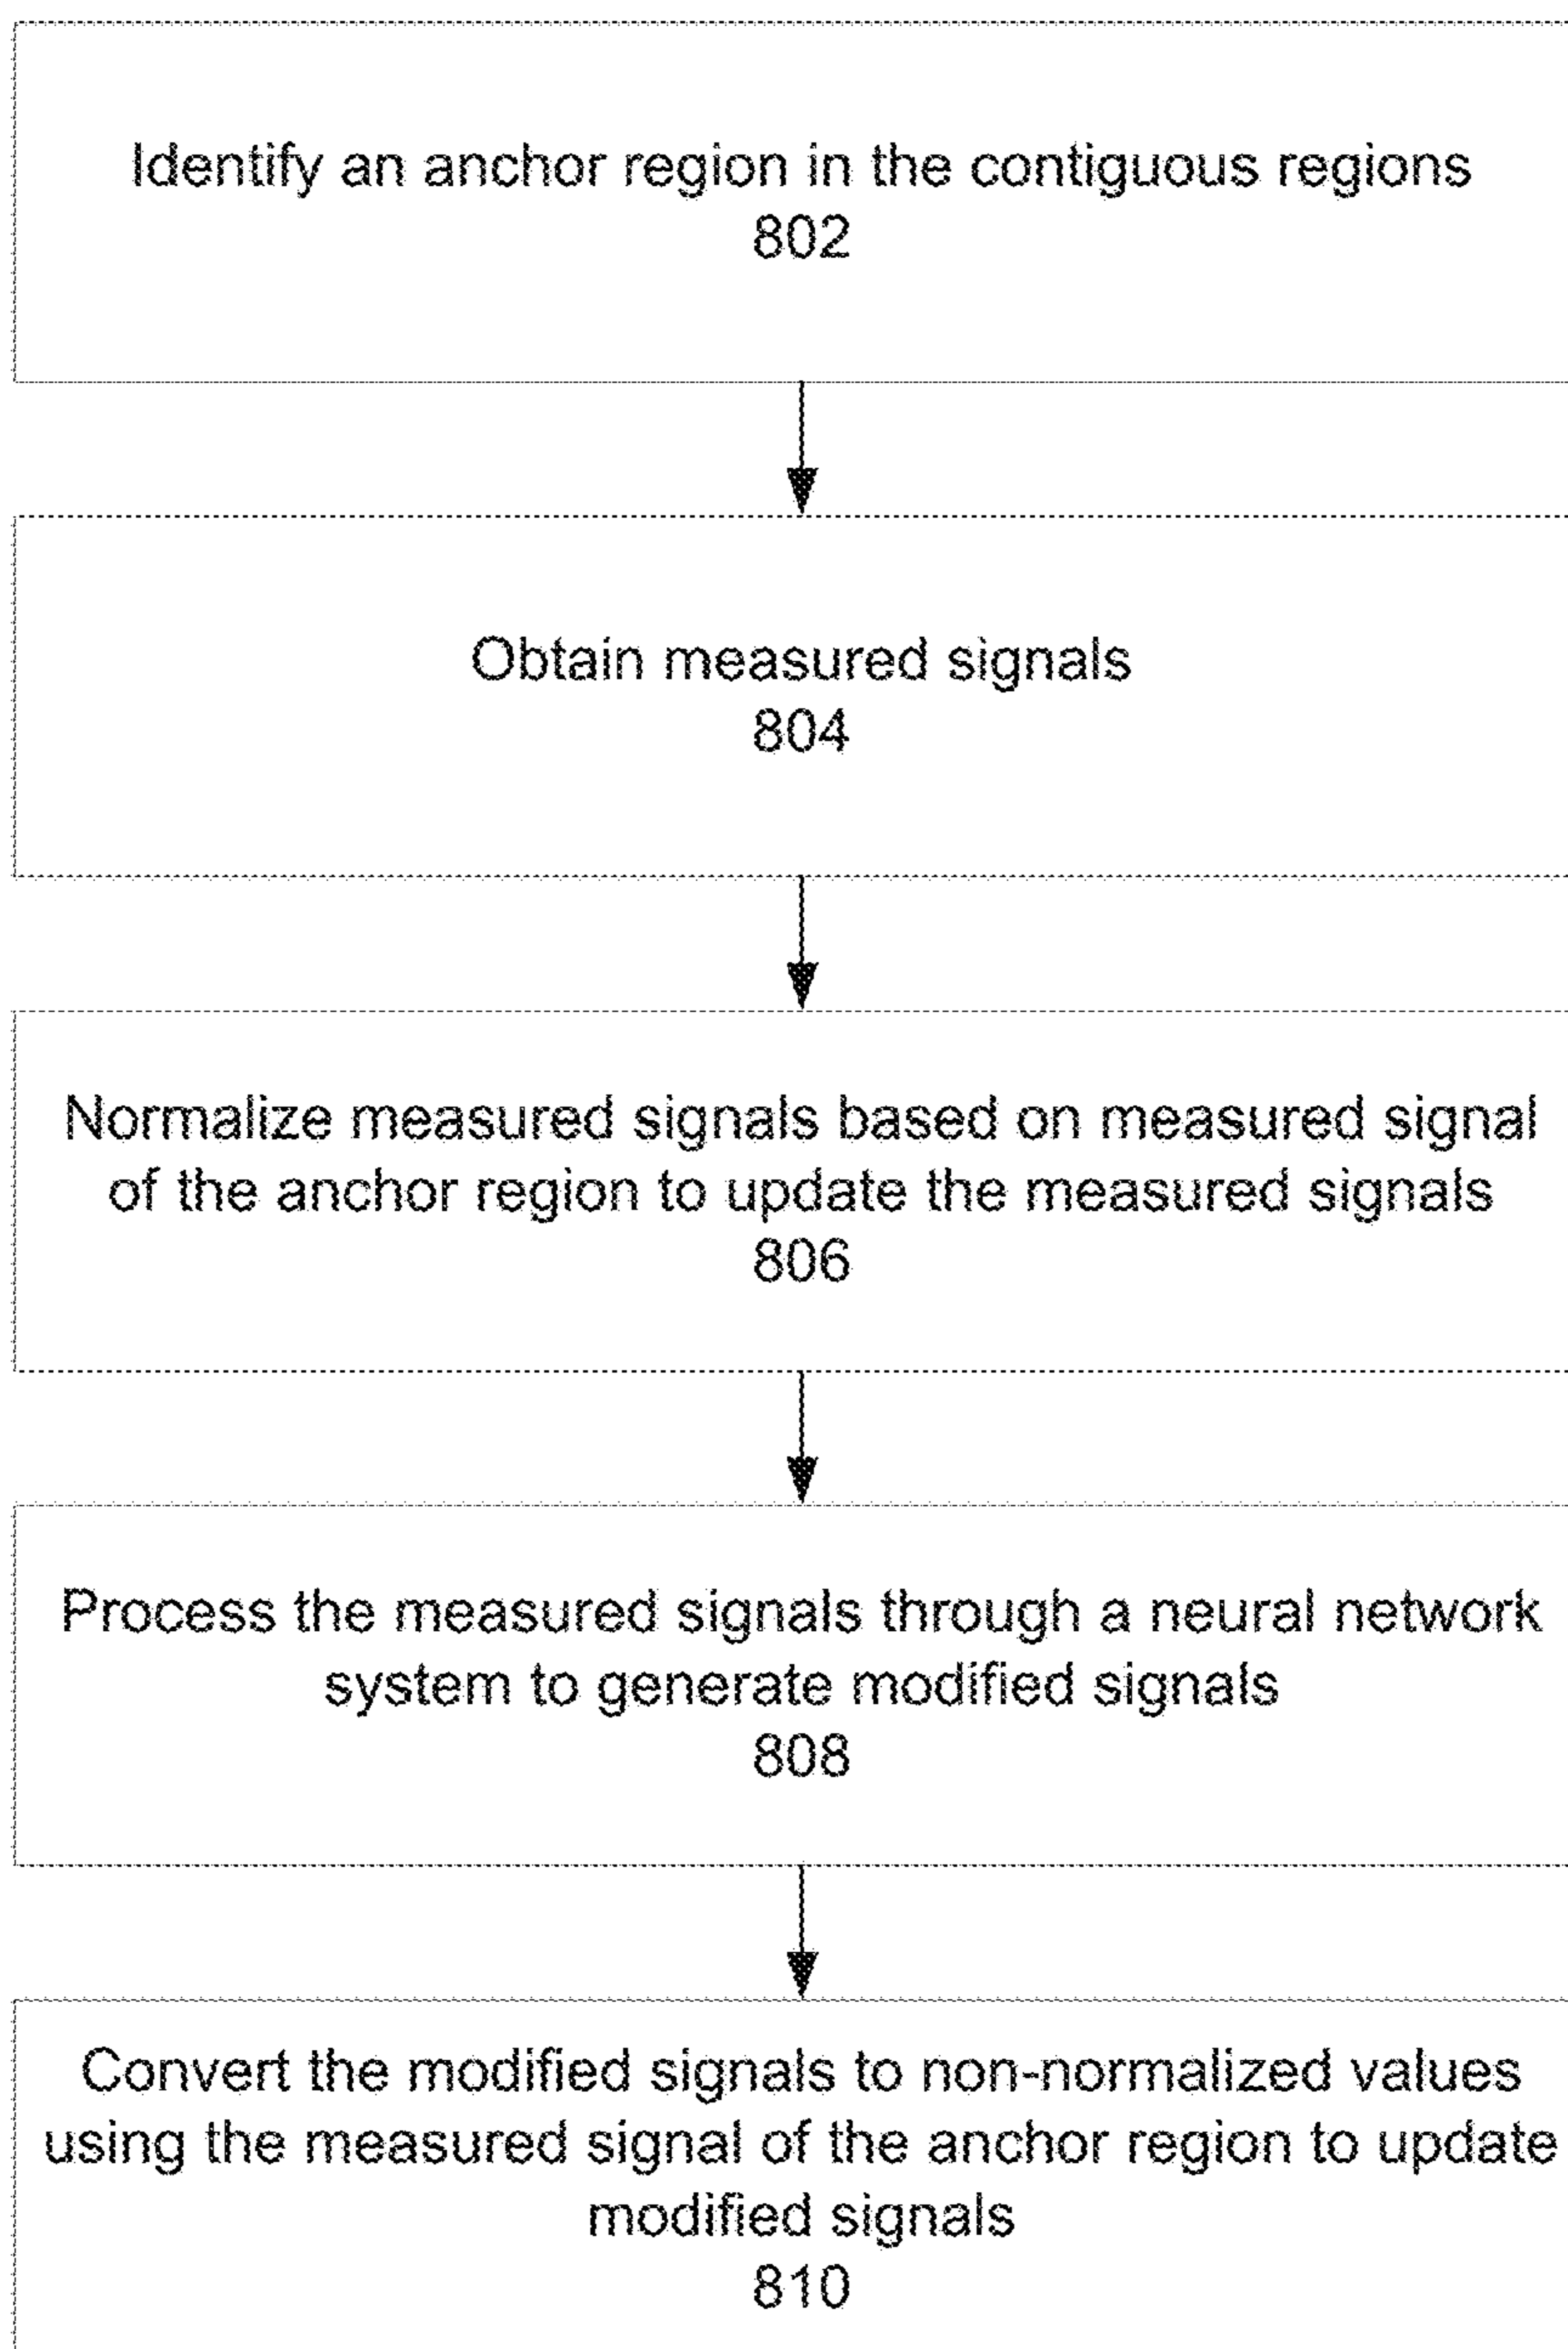 Identify an anchor region in the contiguous regions
802
Obtain measured signals
804
Normalize measured signals based on measured signal
of the anchor region to update the measured signals
806
Process the measured signals through a neural network
system to generate modified signals
808
Convert the modified signals to non-normalized values
using the measured signal of the anchor region to update
modified signals
810